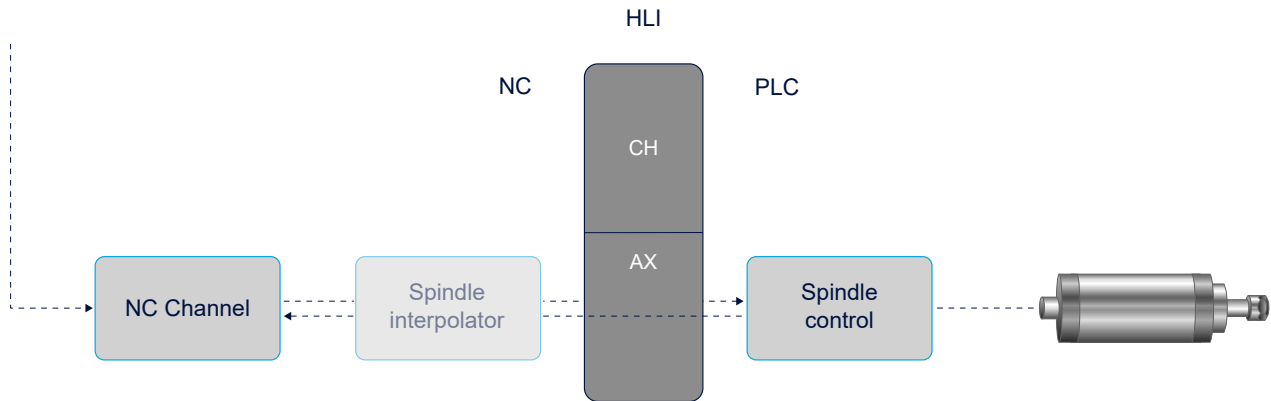 HLI
NC
PLC
CH
AX
NC Channel
Spindle
interpolator
Spindle
control